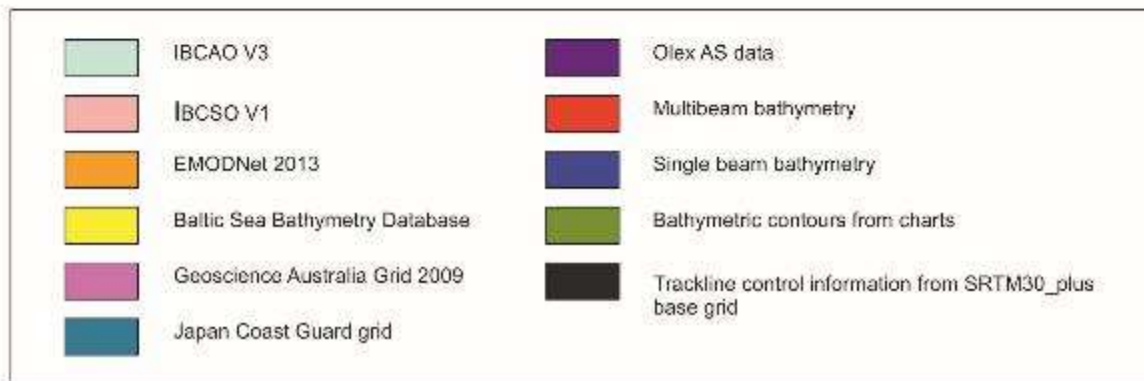 IBCAO V3
IBCSO V1
EMODNet 2013
Baltic Sea Bathymetry Database
Geoscience Australia Grid 2009
Japan Coast Guard grid
Olex AS data
Multibeam bathymetry
Single beam bathymetry
Bathymetric contours from charts
Trackline control information from SRTM30_plus
base grid